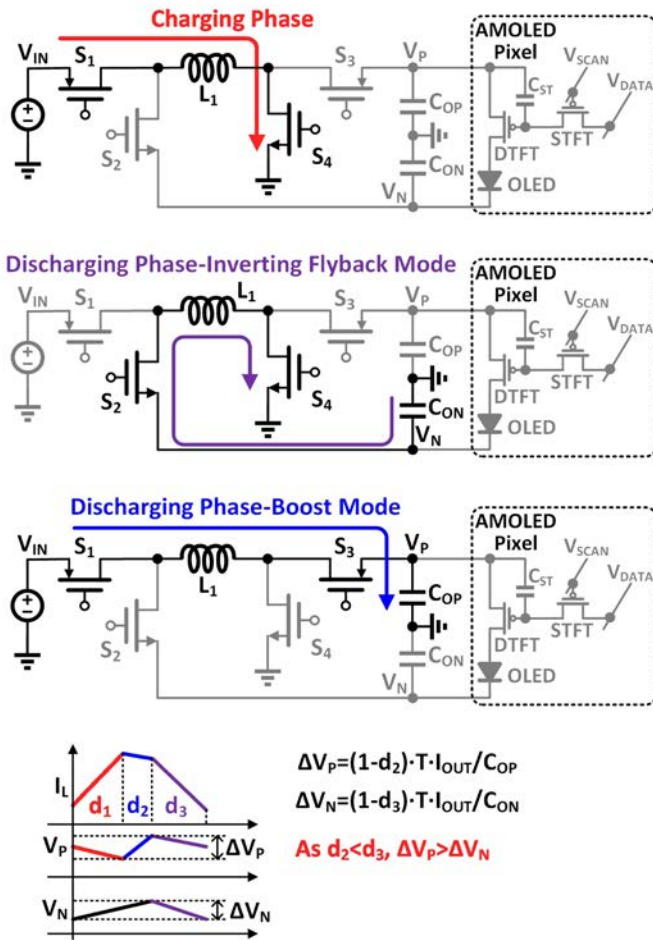 Charging Phase
AMOLED
Pixel
V_IN S_1 L_1 S_3 V_P V_SCAN
C_ST V_DATA
C_OP
S_2 S_4 DTFT STFT
C_ON
V_N OLED
Discharging Phase-Inverting Flyback Mode
AMOLED
Pixel
V_IN S_1 L_1 S_3 V_P V_SCAN
C_ST V_DATA
C_OP
S_2 S_4 DTFT STFT
C_ON
V_N OLED
Discharging Phase-Boost Mode
AMOLED
Pixel
V_IN S_1 L_1 S_3 V_P V_SCAN
C_ST V_DATA
C_OP
S_2 S_4 DTFT STFT
C_ON
V_N OLED
I_L d_1 d_2 d_3
V_P ΔV_P
V_N ΔV_N
ΔV_P=(1-d_2)·T·I_OUT/C_OP
ΔV_N=(1-d_3)·T·I_OUT/C_ON
As d_2<d_3, ΔV_P>ΔV_N